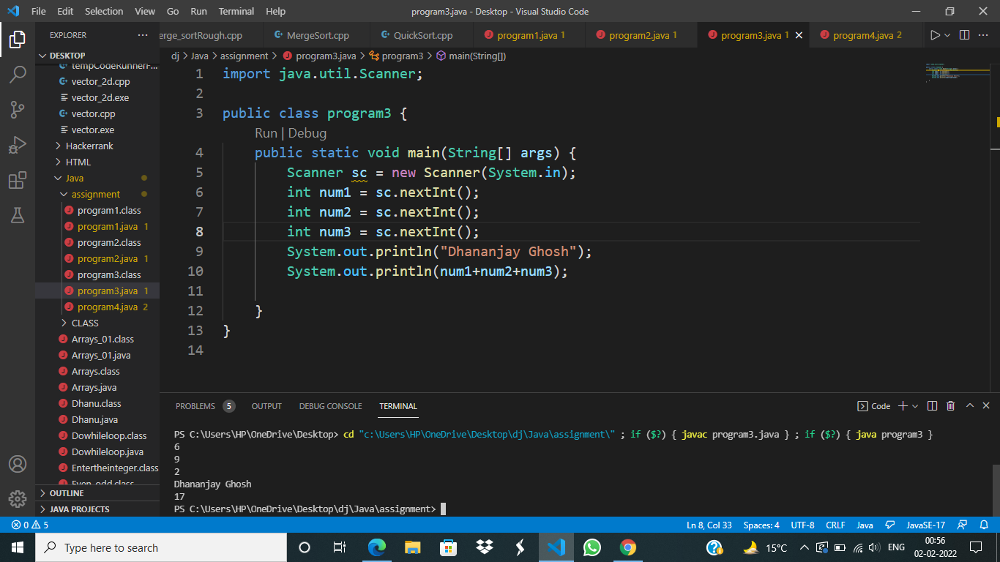 File Edit Selection View Go Run Terminal Help program3.java - Desktop - Visual Studio Code
EXPLORER ···
erge_sortRough.cpp MergeSort.cpp QuickSort.cpp program1.java 1 program2.java 1 program3.java 1 program4.java 2
DESKTOP
dj > Java > assignment > program3.java > program3 > main(String[])
tempCodeRunnerF...
vector_2d.cpp
vector_2d.exe
vector.cpp
vector.exe
Hackerrank
HTML
Java
assignment
program1.class
program1.java 1
program2.class
program2.java 1
program3.class
program3.java 1
program4.java 2
CLASS
Arrays_01.class
Arrays_01.java
Arrays.class
Arrays.java
Dhanu.class
Dhanu.java
Dowhileloop.class
Dowhileloop.java
Entertheinteger.class
Even_odd.class
OUTLINE
JAVA PROJECTS
1 import java.util.Scanner;
2
3 public class program3 {
Run | Debug
4 public static void main(String[] args) {
5 Scanner sc = new Scanner(System.in);
6 int num1 = sc.nextInt();
7 int num2 = sc.nextInt();
8 int num3 = sc.nextInt();
9 System.out.println("Dhananjay Ghosh");
10 System.out.println(num1+num2+num3);
11
12 }
13 }
14
PROBLEMS 5 OUTPUT DEBUG CONSOLE TERMINAL Code
PS C:\Users\HP\OneDrive\Desktop> cd "c:\Users\HP\OneDrive\Desktop\dj\Java\assignment\" ; if ($?) { javac program3.java } ; if ($?) { java program3 }
6
9
2
Dhananjay Ghosh
17
PS C:\Users\HP\OneDrive\Desktop\dj\Java\assignment>
0 5 Ln 8, Col 33 Spaces: 4 UTF-8 CRLF Java JavaSE-17
Type here to search 15°C ENG 00:56
02-02-2022